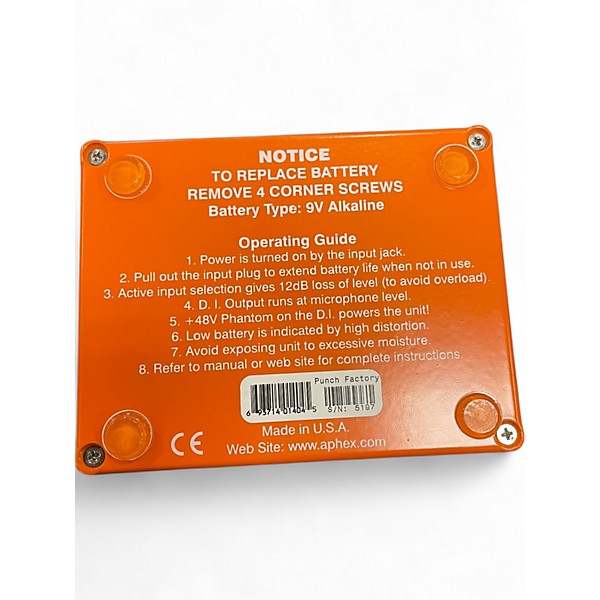 NOTICE
TO REPLACE BATTERY
REMOVE 4 CORNER SCREWS
Battery Type: 9V Alkaline
Operating Guide
1. Power is turned on by the input jack.
2. Pull out the input plug to extend battery life when not in use.
3. Active input selection gives 12dB loss of level (to avoid overload).
4. D. I. Output runs at microphone level.
5. +48V Phantom on the D.I. powers the unit!
6. Low battery is indicated by high distortion.
7. Avoid exposing unit to excessive moisture.
8. Refer to manual or web site for complete instructions.
Punch Factory
6 93714 01404 5
S/N: 5197
CE
Made in U.S.A.
Web Site: www.aphex.com